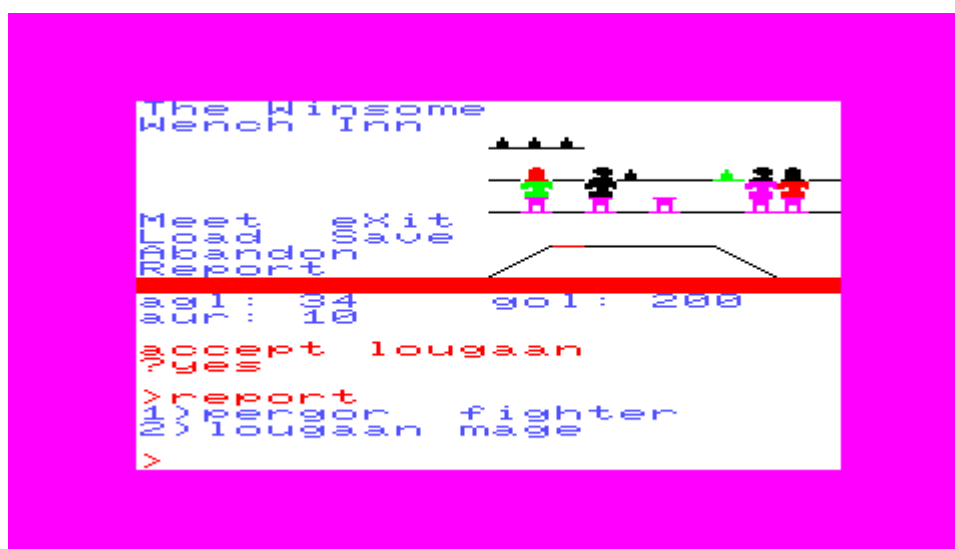 The Winsome
Wench Inn
Meet eXit
Load Save
Abandon
Report
agl: 34 gol: 200
aur: 10
accept lougaan
?yes
>report
1)pergor fighter
2)lougaan mage
>